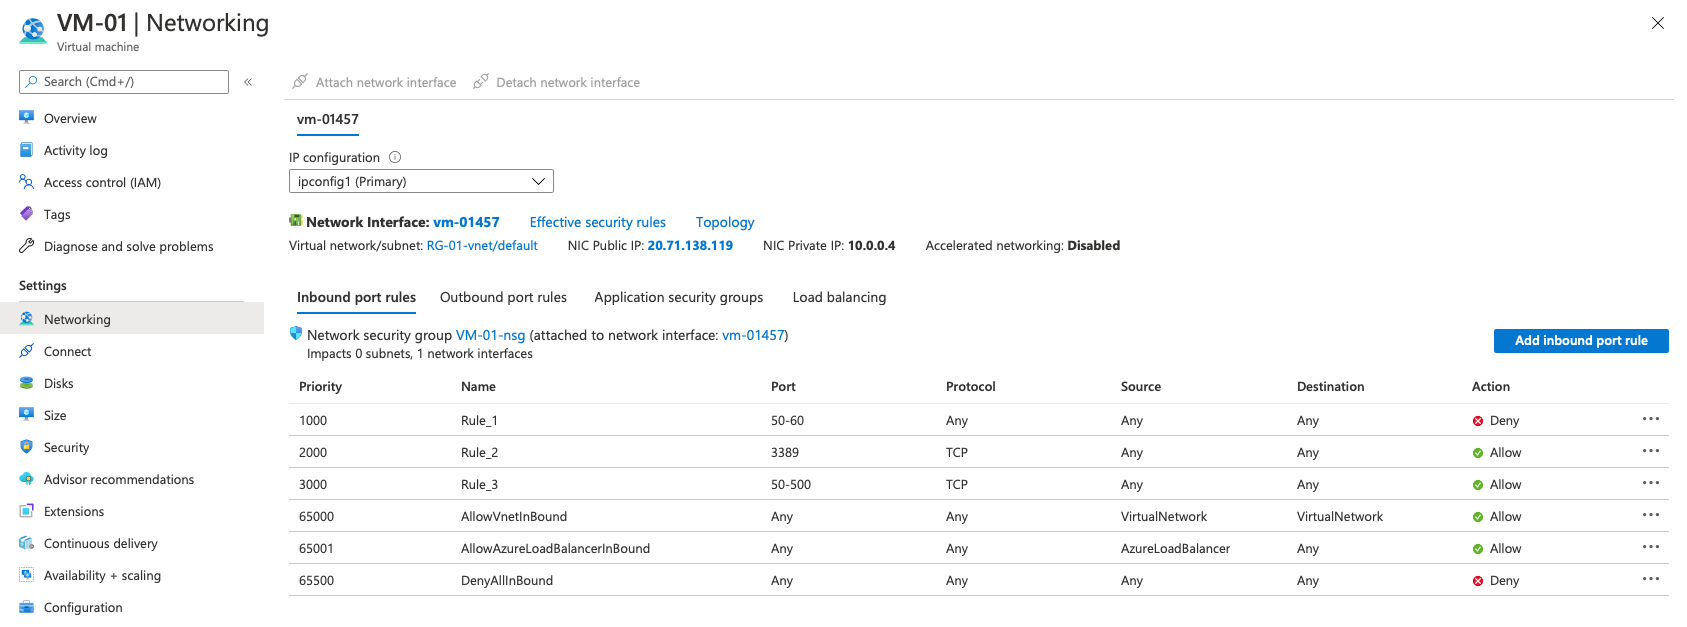 VM-01 | Networking
Virtual machine
Search (Cmd+/)
«
Overview
Activity log
Access control (IAM)
Tags
Diagnose and solve problems
Settings
Networking
Connect
Disks
Size
Security
Advisor recommendations
Extensions
Continuous delivery
Availability + scaling
Configuration
Attach network interface Detach network interface
vm-01457
IP configuration
ipconfig1 (Primary)
Network Interface: vm-01457 Effective security rules Topology
Virtual network/subnet: RG-01-vnet/default NIC Public IP: 20.71.138.119 NIC Private IP: 10.0.0.4 Accelerated networking: Disabled
Inbound port rules Outbound port rules Application security groups Load balancing
Network security group VM-01-nsg (attached to network interface: vm-01457)
Impacts 0 subnets, 1 network interfaces
Add inbound port rule
Priority Name Port Protocol Source Destination Action
1000 Rule_1 50-60 Any Any Any Deny
2000 Rule_2 3389 TCP Any Any Allow
3000 Rule_3 50-500 TCP Any Any Allow
65000 AllowVnetInBound Any Any VirtualNetwork VirtualNetwork Allow
65001 AllowAzureLoadBalancerInBound Any Any AzureLoadBalancer Any Allow
65500 DenyAllInBound Any Any Any Any Deny